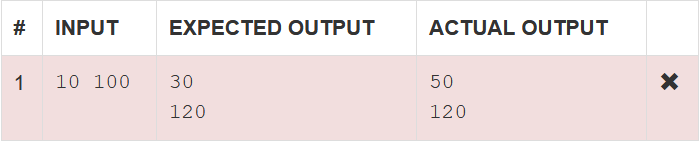 # INPUT EXPECTED OUTPUT ACTUAL OUTPUT
1 10 100 30 50 ✖
120 120